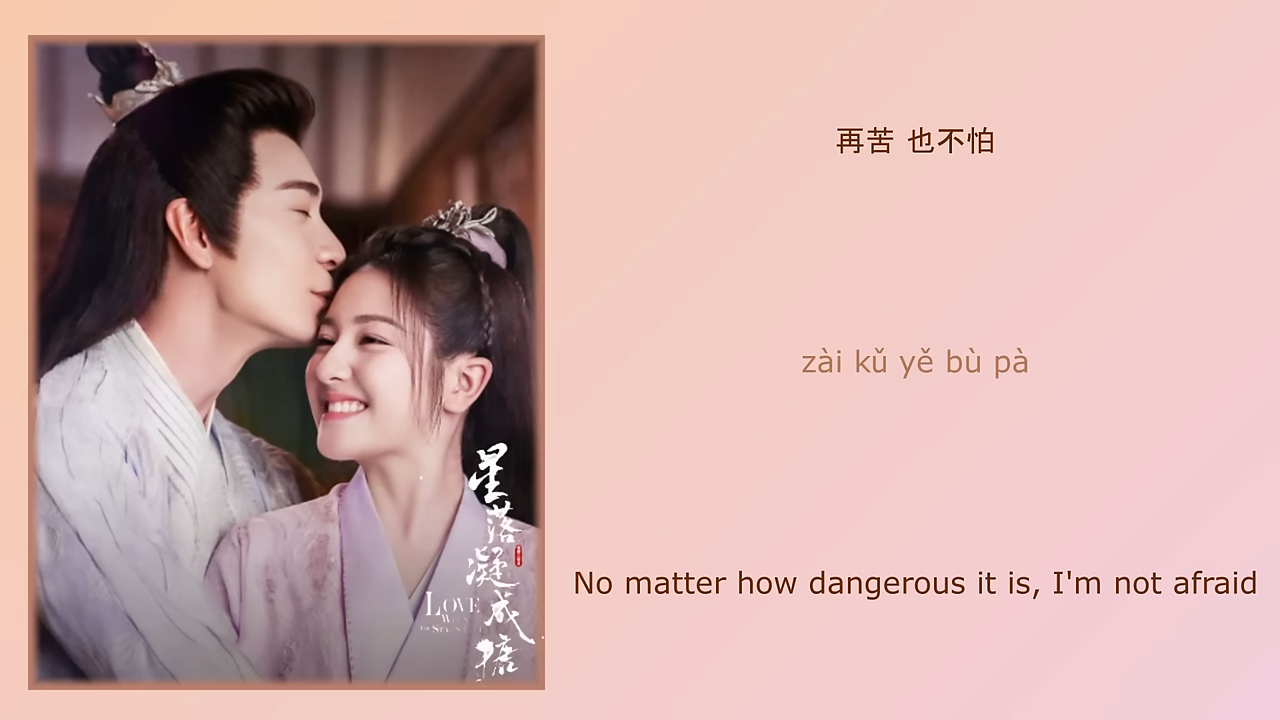 再苦 也不怕
zài kǔ yě bù pà
No matter how dangerous it is, I'm not afraid
星落凝成糖
LOVE